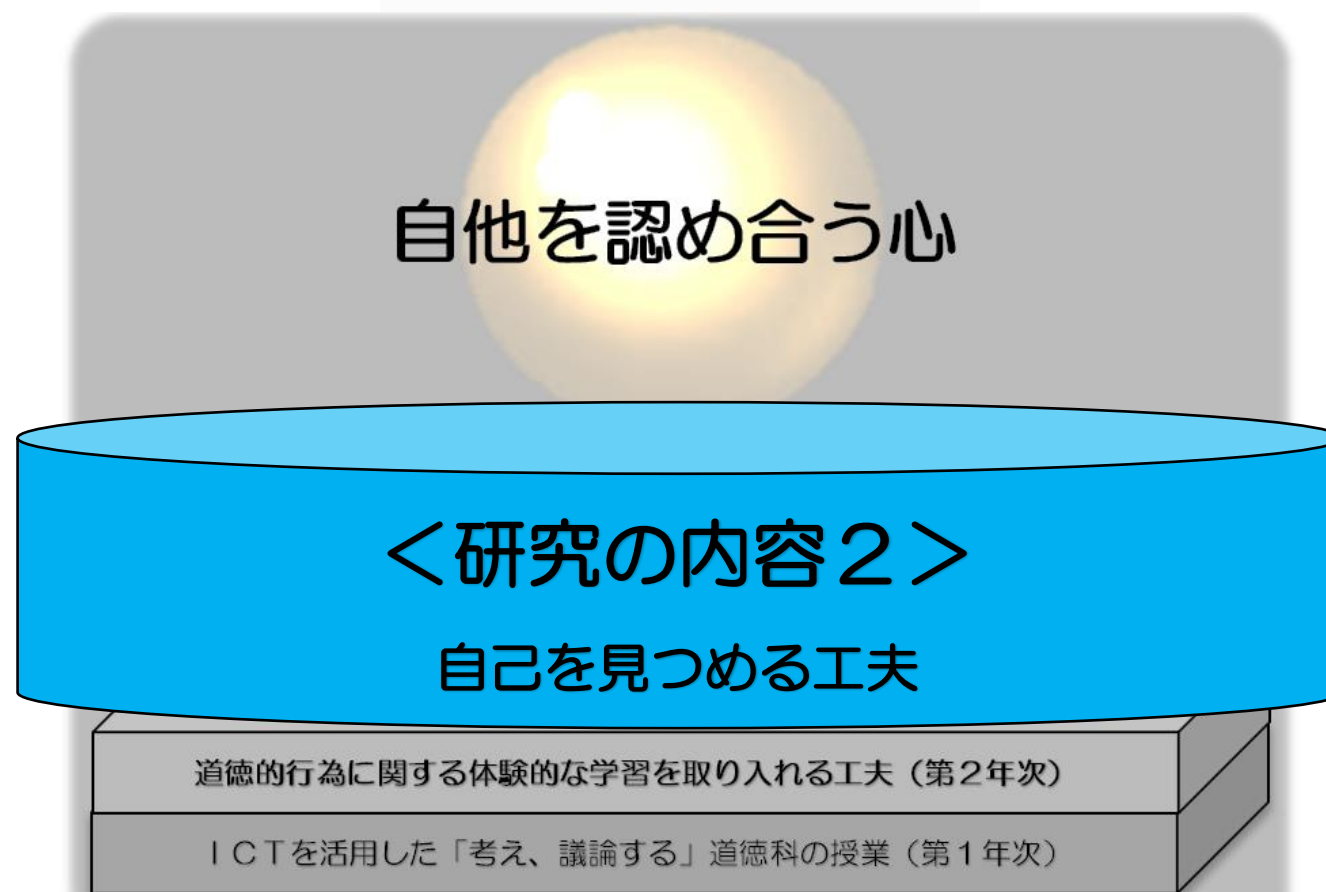 自他を認め合う心
＜研究の内容２＞
自己を見つめる工夫
道徳的行為に関する体験的な学習を取り入れる工夫（第２年次）
ＩＣＴを活用した「考え、議論する」道徳科の授業（第１年次）